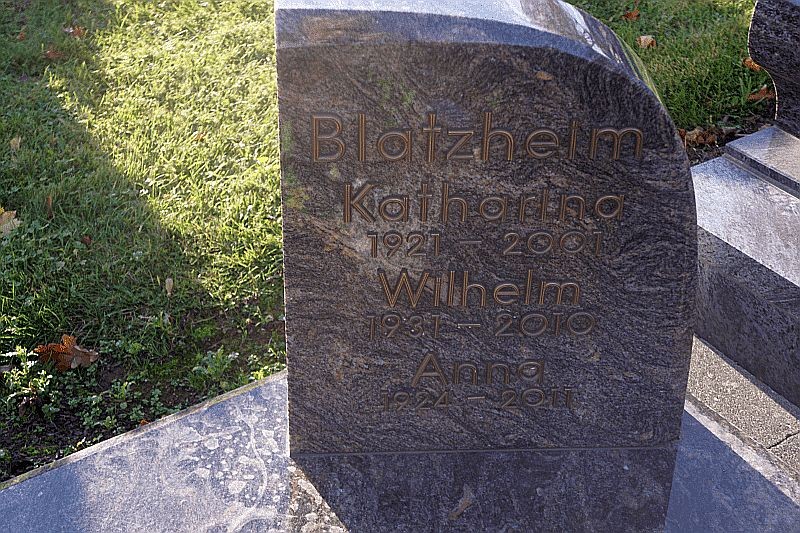 Blatzheim
Katharina
1921 – 2001
Wilhelm
1931 – 2010
Anna
1924 – 2011